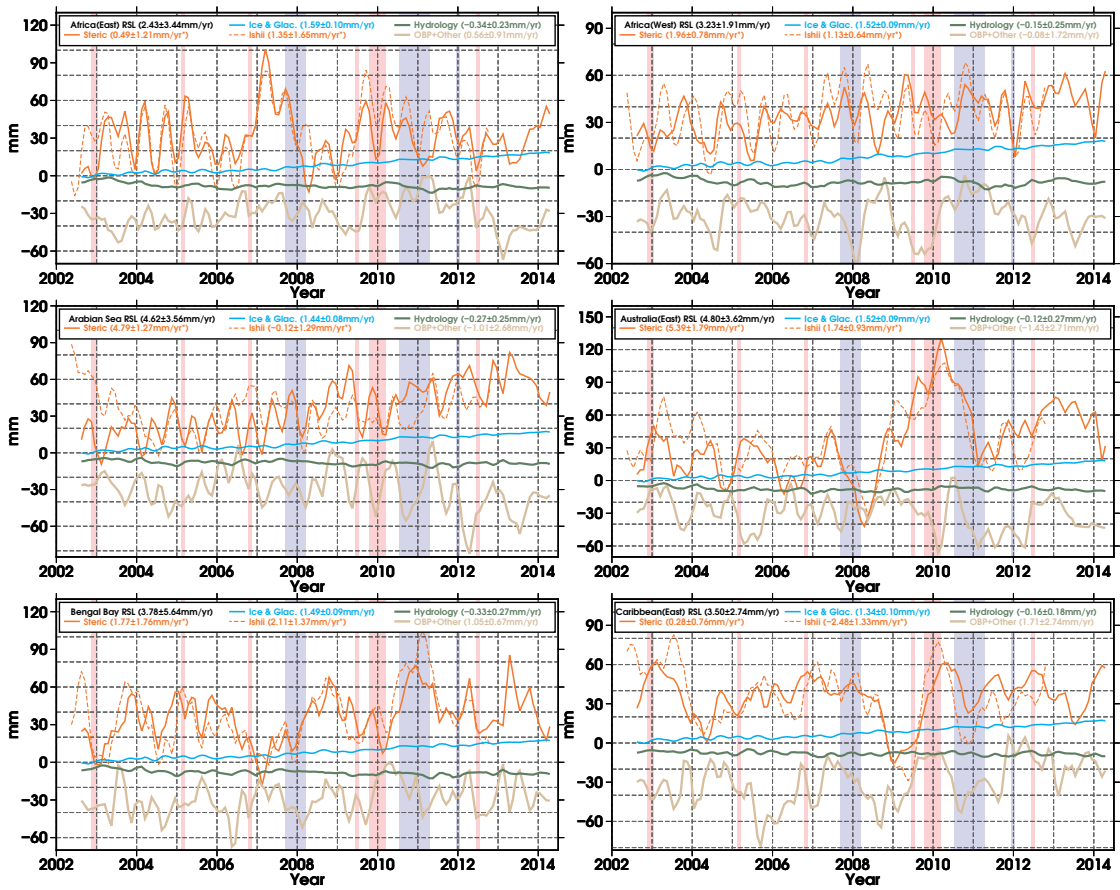 120
90
60
30
0
−30
−60
mm
Africa(East) RSL (2.43±3.44mm/yr) Ice & Glac. (1.59±0.10mm/yr) Hydrology (−0.34±0.23mm/yr)
Steric (0.49±1.21mm/yr*) Ishii (1.35±1.65mm/yr*) OBP+Other (0.56±0.91mm/yr)
2002 2004 2006 2008 2010 2012 2014
Year
90
60
30
0
−30
−60
mm
Africa(West) RSL (3.23±1.91mm/yr) Ice & Glac. (1.52±0.09mm/yr) Hydrology (−0.15±0.25mm/yr)
Steric (1.96±0.78mm/yr*) Ishii (1.13±0.64mm/yr*) OBP+Other (−0.08±1.72mm/yr)
2002 2004 2006 2008 2010 2012 2014
Year
120
90
60
30
0
−30
−60
mm
Arabian Sea RSL (4.62±3.56mm/yr) Ice & Glac. (1.44±0.08mm/yr) Hydrology (−0.27±0.25mm/yr)
Steric (4.79±1.27mm/yr*) Ishii (−0.12±1.29mm/yr*) OBP+Other (−1.01±2.68mm/yr)
2002 2004 2006 2008 2010 2012 2014
Year
150
120
90
60
30
0
−30
−60
mm
Australia(East) RSL (4.80±3.62mm/yr) Ice & Glac. (1.52±0.09mm/yr) Hydrology (−0.12±0.27mm/yr)
Steric (5.39±1.79mm/yr*) Ishii (1.74±0.93mm/yr*) OBP+Other (−1.43±2.71mm/yr)
2002 2004 2006 2008 2010 2012 2014
Year
120
90
60
30
0
−30
−60
mm
Bengal Bay RSL (3.78±5.64mm/yr) Ice & Glac. (1.49±0.09mm/yr) Hydrology (−0.33±0.27mm/yr)
Steric (1.77±1.76mm/yr*) Ishii (2.11±1.37mm/yr*) OBP+Other (1.05±0.67mm/yr)
2002 2004 2006 2008 2010 2012 2014
Year
90
60
30
0
−30
−60
mm
Caribbean(East) RSL (3.50±2.74mm/yr) Ice & Glac. (1.34±0.10mm/yr) Hydrology (−0.16±0.18mm/yr)
Steric (0.28±0.76mm/yr*) Ishii (−2.48±1.33mm/yr*) OBP+Other (1.71±2.74mm/yr)
2002 2004 2006 2008 2010 2012 2014
Year